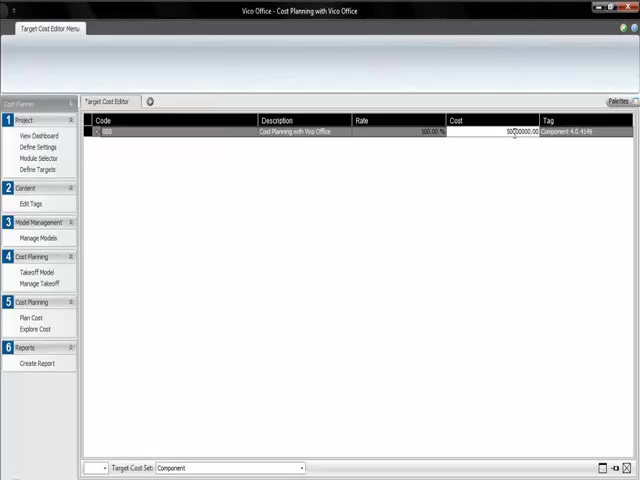 Vico Office - Cost Planning with Vico Office
Target Cost Editor Menu
Cost Planner
Target Cost Editor
Palettes
1 Project
View Dashboard
Define Settings
Module Selector
Define Targets
2 Content
Edit Tags
3 Model Management
Manage Models
4 Cost Planning
Takeoff Model
Manage Takeoff
5 Cost Planning
Plan Cost
Explore Cost
6 Reports
Create Report
Code Description Rate Cost Tag
000 Cost Planning with Vico Office 100.00 % Component 4.0.4149
Target Cost Set: Component